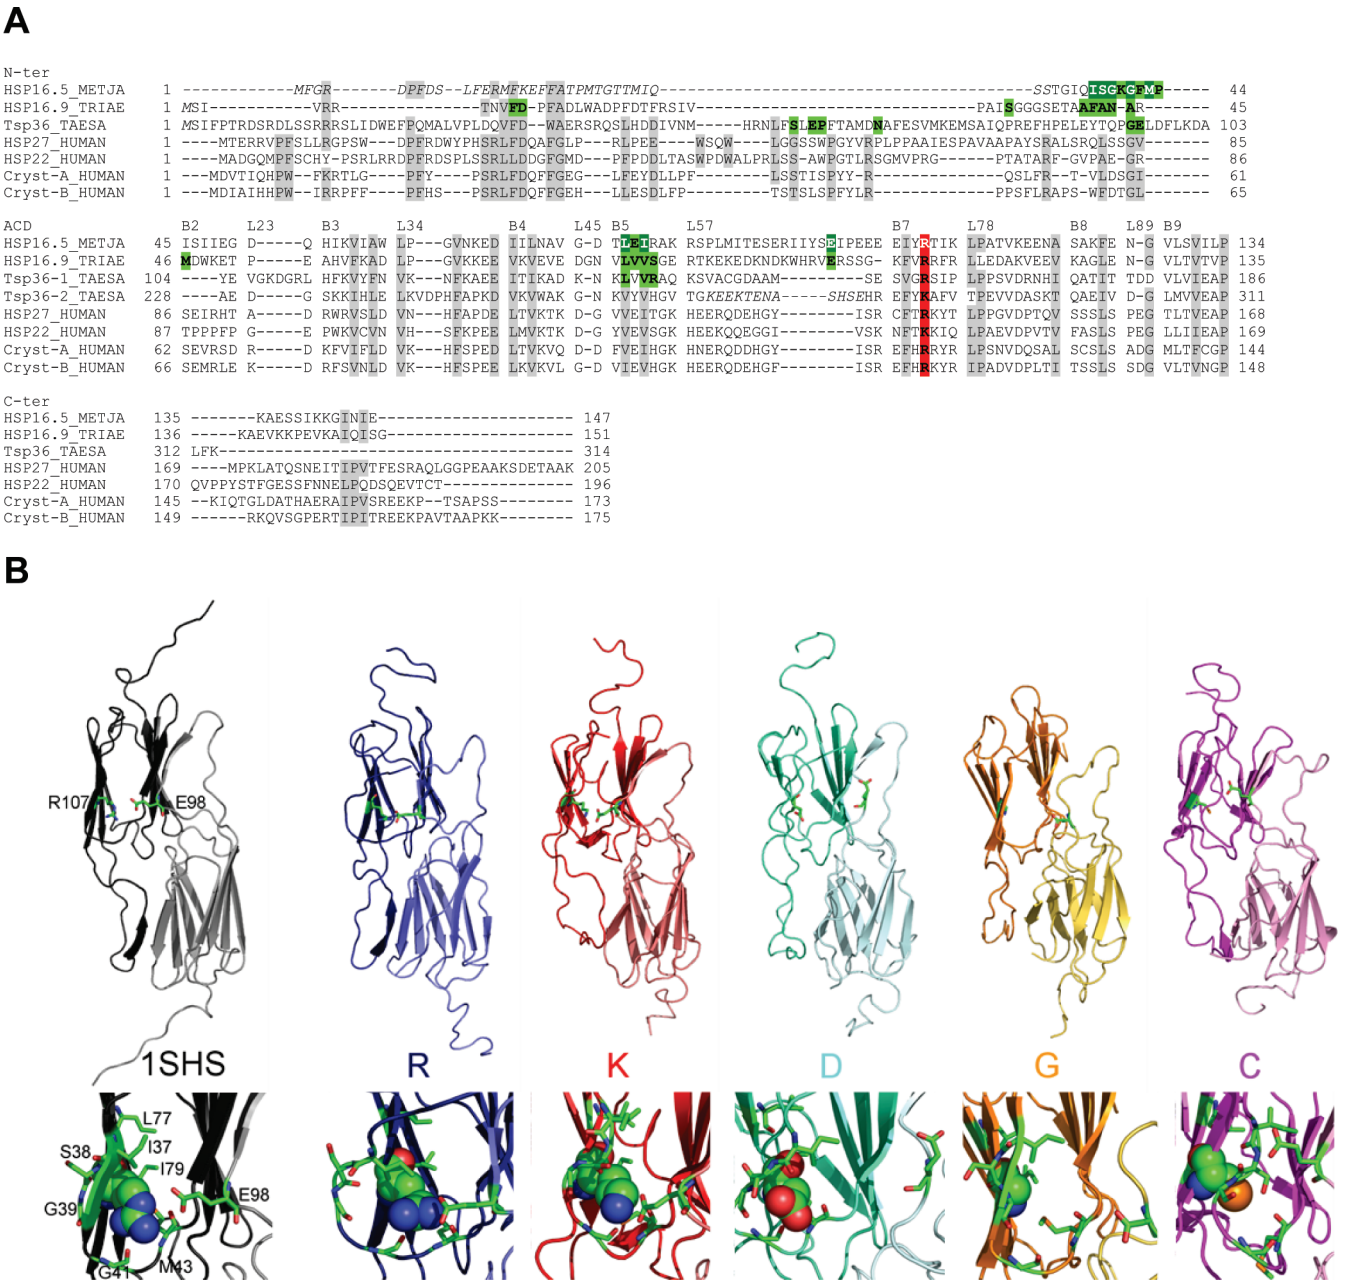 A
N-ter
HSP16.5_METJA 1 ------------MFGR-------DPFDS--LFERMFKEFFATPMTGTTMIQ----------------------------------------SSTGIQISGKGFMP----- 44
HSP16.9_TRIAE 1 MSI-----------VRR---------------TNVFD--PFADLWADPFDTFRSIV------------------------------PAISGGGSETAAFAN-AR------- 45
Tsp36_TAESA 1 MSIFPTRDSRDLSSRRRSLIDWEFPQMALVPLDQVFD--WAERSRQSLHDDIVNM-----HRNLFSLEPFTAMDNAFESVMKEMSAIQPREFHPELEYTQPGELDFLKDA 103
HSP27_HUMAN 1 ----MTERRVPFSLLRGPSW---DPFRDWYPHSRLFDQAFGLP---RLPEE----WSQW--LGGSSWPGYVRPLPPAAIESPAVAAPAYSRALSRQLSSGV------- 85
HSP22_HUMAN 1 ----MADGQMPFSCHY-PSRLRRDPFRDSPLSSRLLDDGFGMD--PFPDDLTASWPDWALPRLSS-AWPGTLRSGMVPRG------PTATARF-GVPAE-GR------- 86
Cryst-A_HUMAN 1 ---MDVTIQHPW--FKRTLG----PFY---PSRLFDQFFGEG--LFEYDLLPF--------LSSTISPYY-R--------------QSLFR--T-VLDSGI------- 61
Cryst-B_HUMAN 1 ---MDIAIHHPW--IRRPFF----PFHS---PSRLFDQFFGEH--LLESDLFP---------TSTSLSPFYLR-------------PPSFLRAPS-WFDTGI------- 65
ACD B2 L23 B3 L34 B4 L45 B5 L57 B7 L78 B8 L89 B9
HSP16.5_METJA 45 ISIIEG D-----Q HIKVIAW LP---GVNKED IILNAV G-D TLEIRAK RSPLMITESERIIYSEIPEEE EIYRTIK LPATVKEENA SAKFE N-G VLSVILP 134
HSP16.9_TRIAE 46 MDWKET P-----E AHVFKAD LP---GVKKEE VKVEVE DGN VLVVSGE RTKEKEDKNDKWHRVERSSG- KFVRRFR LLEDAKVEEV KAGLE N-G VLTVTVP 135
Tsp36-1_TAESA 104 ----YE VGKDGRL HFKVYFN VK---NFKAEE ITIKAD K-N KLVVRAQ KSVACGDAAM---------SE SVGRSIP LPPSVDRNHI QATIT TDD VLVIEAP 186
Tsp36-2_TAESA 228 ----AE D-----G SKKIHLE LKVDPHFAPKD VKVWAK G-N KVYVHGV TGKEEKTENA-----SHSEHR EFYKAFV TPEVVDASKT QAEIV D-G LMVVEAP 311
HSP27_HUMAN 86 SEIRHT A-----D RWRVSLD VN---HFAPDE LTVKTK D-G VVEITGK HEERQDEHGY------ISR CFTRKYT LPPGVDPTQV SSSLS PEG TLTVEAP 168
HSP22_HUMAN 87 TPPPFP G-----E PWKVCVN VH---SFKPEE LMVKTK D-G YVEVSGK HEEKQQEGGI------VSK NFTKKIQ LPAEVDPVTV FASLS PEG LLIIEAP 169
Cryst-A_HUMAN 62 SEVRSD R-----D KFVIFLD VK---HFSPED LTVKVQ D-D FVEIHGK HNERQDDHGY------ISR EFHRRYR LPSNVDQSAL SCSLS ADG MLTFCGP 144
Cryst-B_HUMAN 66 SEMRLE K-----D RFSVNLD VK---HFSPEE LKVKVL G-D VIEVHGK HEERQDEHGF------ISR EFHRKYR IPADVDPLTI TSSLS SDG VLTVNGP 148
C-ter
HSP16.5_METJA 135 -------KAESSIKKGINIE--------------------- 147
HSP16.9_TRIAE 136 -----KAEVKKPEVKAIQISG-------------------- 151
Tsp36_TAESA 312 LFK-------------------------------------- 314
HSP27_HUMAN 169 ----MPKLATQSNEITIPVTFESRAQLGGPEAAKSDETAAK 205
HSP22_HUMAN 170 QVPPYSTFGESSFNNELPQDSQEVTCT-------------- 196
Cryst-A_HUMAN 145 --KIQTGLDATHAERAIPVSREEKP--TSAPSS-------- 173
Cryst-B_HUMAN 149 ------RKQVSGPERTIPITREEKPAVTAAPKK-------- 175
B
R107 E98
1SHS R K D G C
L77
S38 I37
I79
G39 E98
G41 M43